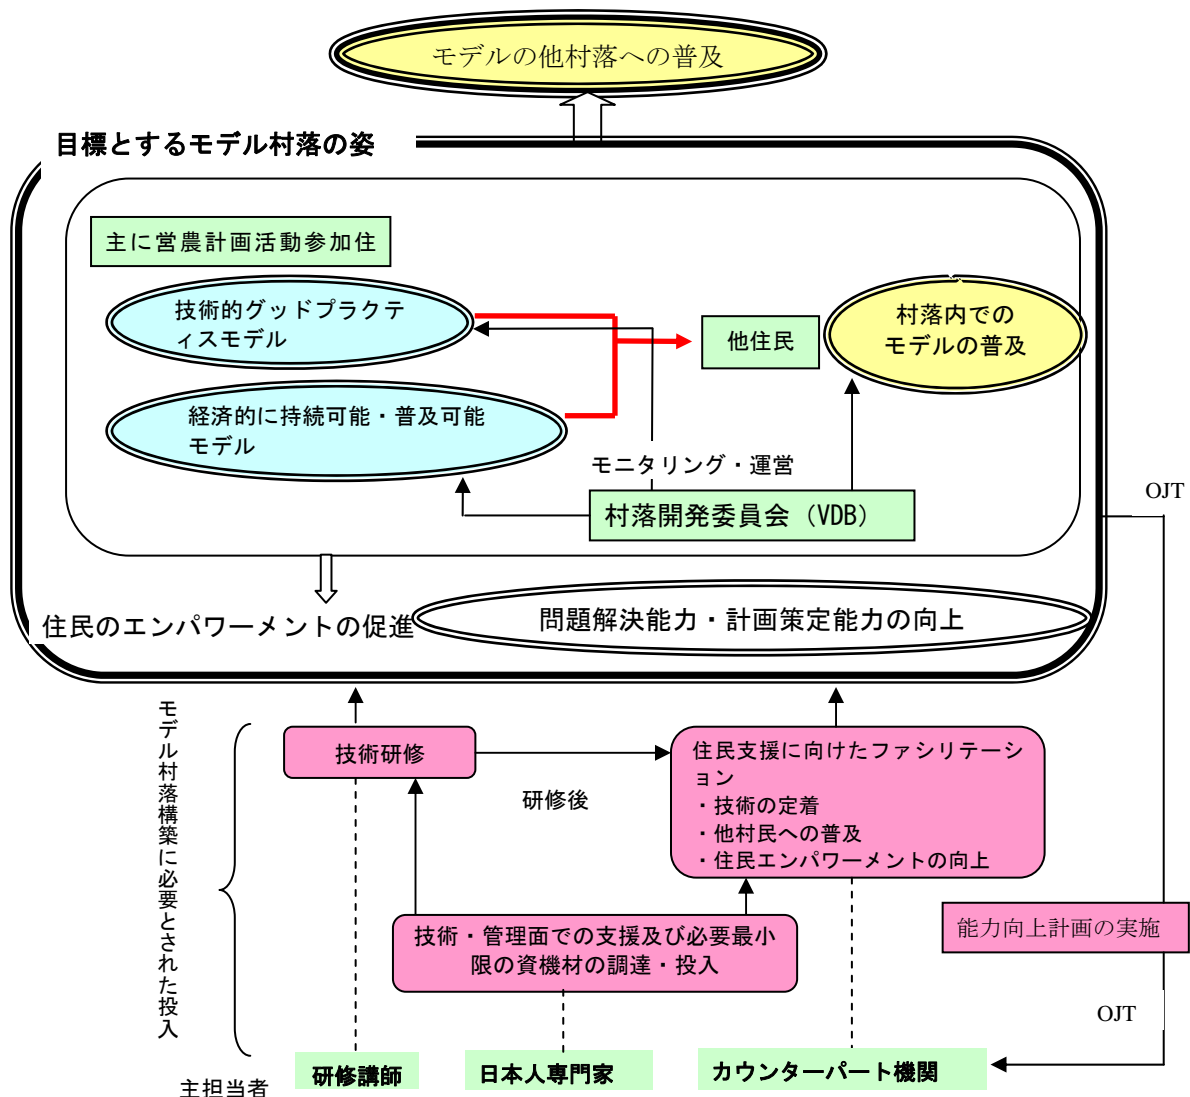 モデルの他村落への普及
目標とするモデル村落の姿
主に営農計画活動参加住
技術的グッドプラクテ
ィスモデル
他住民
村落内での
モデルの普及
経済的に持続可能・普及可能
モデル
モニタリング・運営
村落開発委員会（VDB）
OJT
住民のエンパワーメントの促進
問題解決能力・計画策定能力の向上
モデル村落構築に必要とされた投入
技術研修
研修後
住民支援に向けたファシリテーシ
ョン
・技術の定着
・他村民への普及
・住民エンパワーメントの向上
技術・管理面での支援及び必要最小
限の資機材の調達・投入
能力向上計画の実施
OJT
主担当者
研修講師
日本人専門家
カウンターパート機関